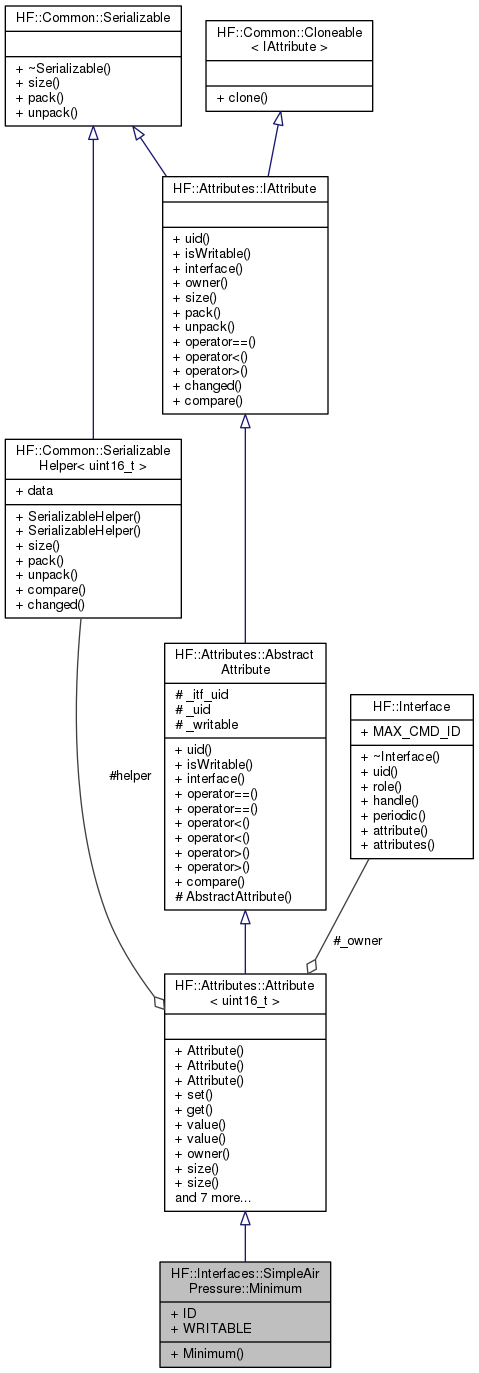 HF::Common::Serializable
+ ~Serializable()
+ size()
+ pack()
+ unpack()
HF::Common::Cloneable
< IAttribute >
+ clone()
HF::Attributes::IAttribute
+ uid()
+ isWritable()
+ interface()
+ owner()
+ size()
+ pack()
+ unpack()
+ operator==()
+ operator<()
+ operator>()
+ changed()
+ compare()
HF::Common::Serializable
Helper< uint16_t >
+ data
+ SerializableHelper()
+ SerializableHelper()
+ size()
+ pack()
+ unpack()
+ compare()
+ changed()
HF::Attributes::Abstract
Attribute
# _itf_uid
# _uid
# _writable
+ uid()
+ isWritable()
+ interface()
+ operator==()
+ operator==()
+ operator<()
+ operator<()
+ operator>()
+ operator>()
+ compare()
# AbstractAttribute()
HF::Interface
+ MAX_CMD_ID
+ ~Interface()
+ uid()
+ role()
+ handle()
+ periodic()
+ attribute()
+ attributes()
#helper
#_owner
HF::Attributes::Attribute
< uint16_t >
+ Attribute()
+ Attribute()
+ Attribute()
+ set()
+ get()
+ value()
+ value()
+ owner()
+ size()
+ size()
and 7 more...
HF::Interfaces::SimpleAir
Pressure::Minimum
+ ID
+ WRITABLE
+ Minimum()